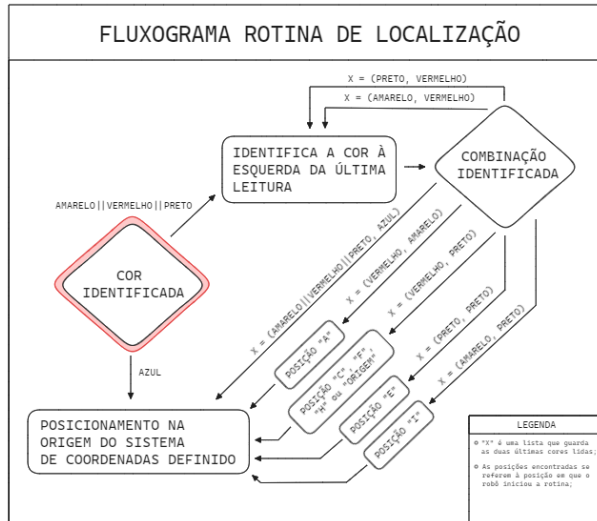 FLUXOGRAMA ROTINA DE LOCALIZAÇÃO
X = (PRETO, VERMELHO)
X = (AMARELO, VERMELHO)
IDENTIFICA A COR À
ESQUERDA DA ÚLTIMA
LEITURA
COMBINAÇÃO
IDENTIFICADA
AMARELO||VERMELHO||PRETO
COR
IDENTIFICADA
X = (AMARELO||VERMELHO||PRETO, AZUL)
X = (VERMELHO, AMARELO)
X = (VERMELHO, PRETO)
X = (PRETO, PRETO)
X = (AMARELO, PRETO)
POSIÇÃO "A"
POSIÇÃO "C", "F",
"H" ou "ORIGEM"
POSIÇÃO "E"
POSIÇÃO "I"
AZUL
POSICIONAMENTO NA
ORIGEM DO SISTEMA
DE COORDENADAS DEFINIDO
LEGENDA
"X" é uma lista que guarda
as duas últimas cores lidas;
As posições encontradas se
referem à posição em que o
robô iniciou a rotina;